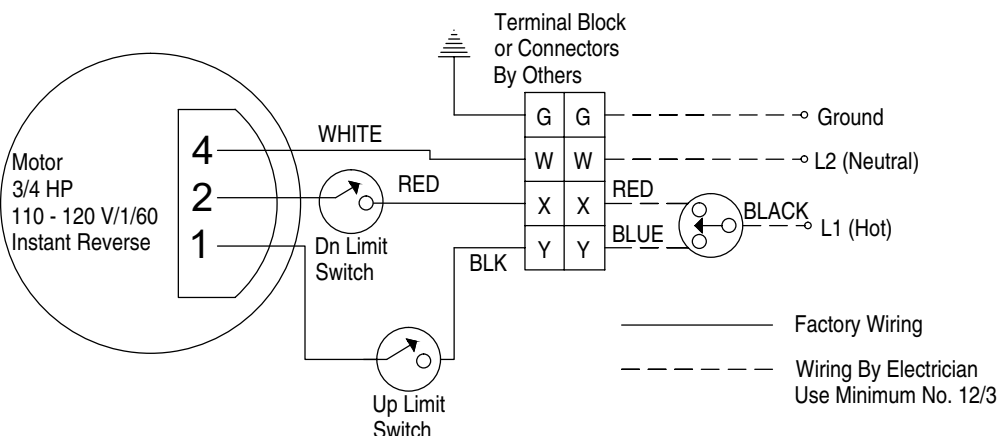 Terminal Block
or Connectors
By Others
G G
Ground
WHITE
4
W W
L2 (Neutral)
Motor
3/4 HP
110 - 120 V/1/60
Instant Reverse
2
RED
X X
RED
BLACK
L1 (Hot)
1
Dn Limit
Switch
BLK
Y Y
BLUE
Up Limit
Switch
Factory Wiring
Wiring By Electrician
Use Minimum No. 12/3